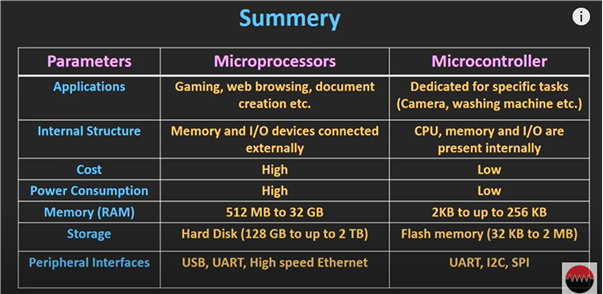 Summery
Parameters Microprocessors Microcontroller
Applications Gaming, web browsing, document Dedicated for specific tasks
creation etc. (Camera, washing machine etc.)
Internal Structure Memory and I/O devices connected CPU, memory and I/O are
externally present internally
Cost High Low
Power Consumption High Low
Memory (RAM) 512 MB to 32 GB 2KB to up to 256 KB
Storage Hard Disk (128 GB to up to 2 TB) Flash memory (32 KB to 2 MB)
Peripheral Interfaces USB, UART, High speed Ethernet UART, I2C, SPI